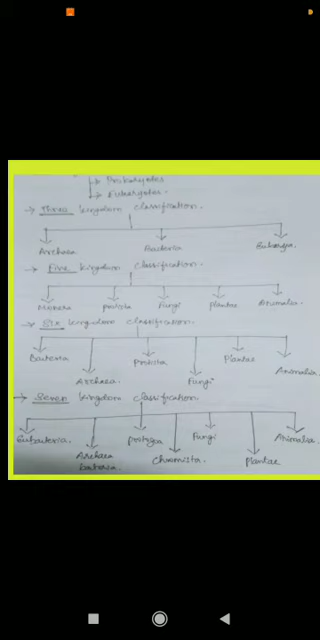 ↳ Prokaryotes
↳ Eukaryotes.
→ Three kingdom classification.
Archaea Bacteria Eukarya
→ Five kingdom classification.
Monera Protista Fungi Plantae Animalia
→ Six kingdom classification.
Bacteria Protista Plantae
Archaea Fungi Animalia
→ Seven kingdom classification.
Eubacteria. Protozoa Fungi Animalia
Archaea bacteria. Chromista. Plantae